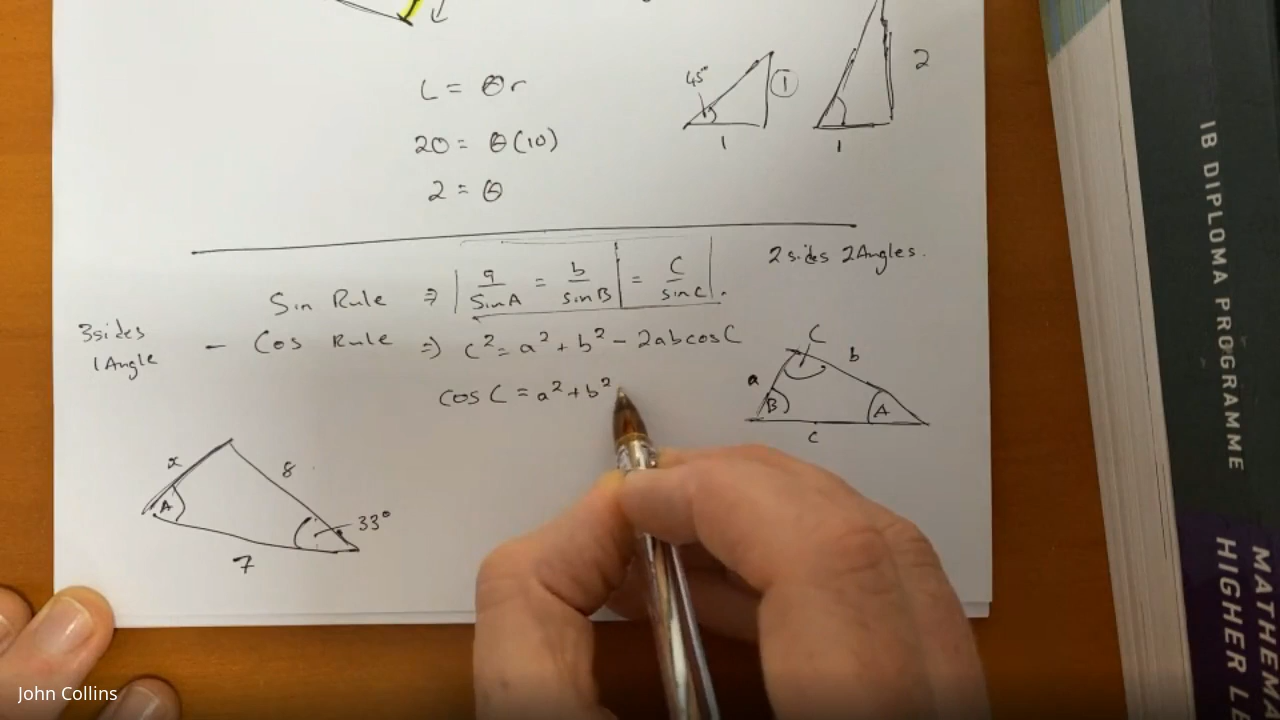 L = θr
20 = θ(10)
2 = θ
45°
1
1
2
1
2 sides 2 Angles.
Sin Rule ⇒ a/SinA = b/sinB = C/sinC.
3 sides
1 Angle
- Cos Rule ⇒ c² = a² + b² - 2abcosC
cos C = a² + b²
C
a
b
B
A
c
x
8
A
33°
7
IB DIPLOMA PROGRAMME
MATHEMA
HIGHER LE
John Collins